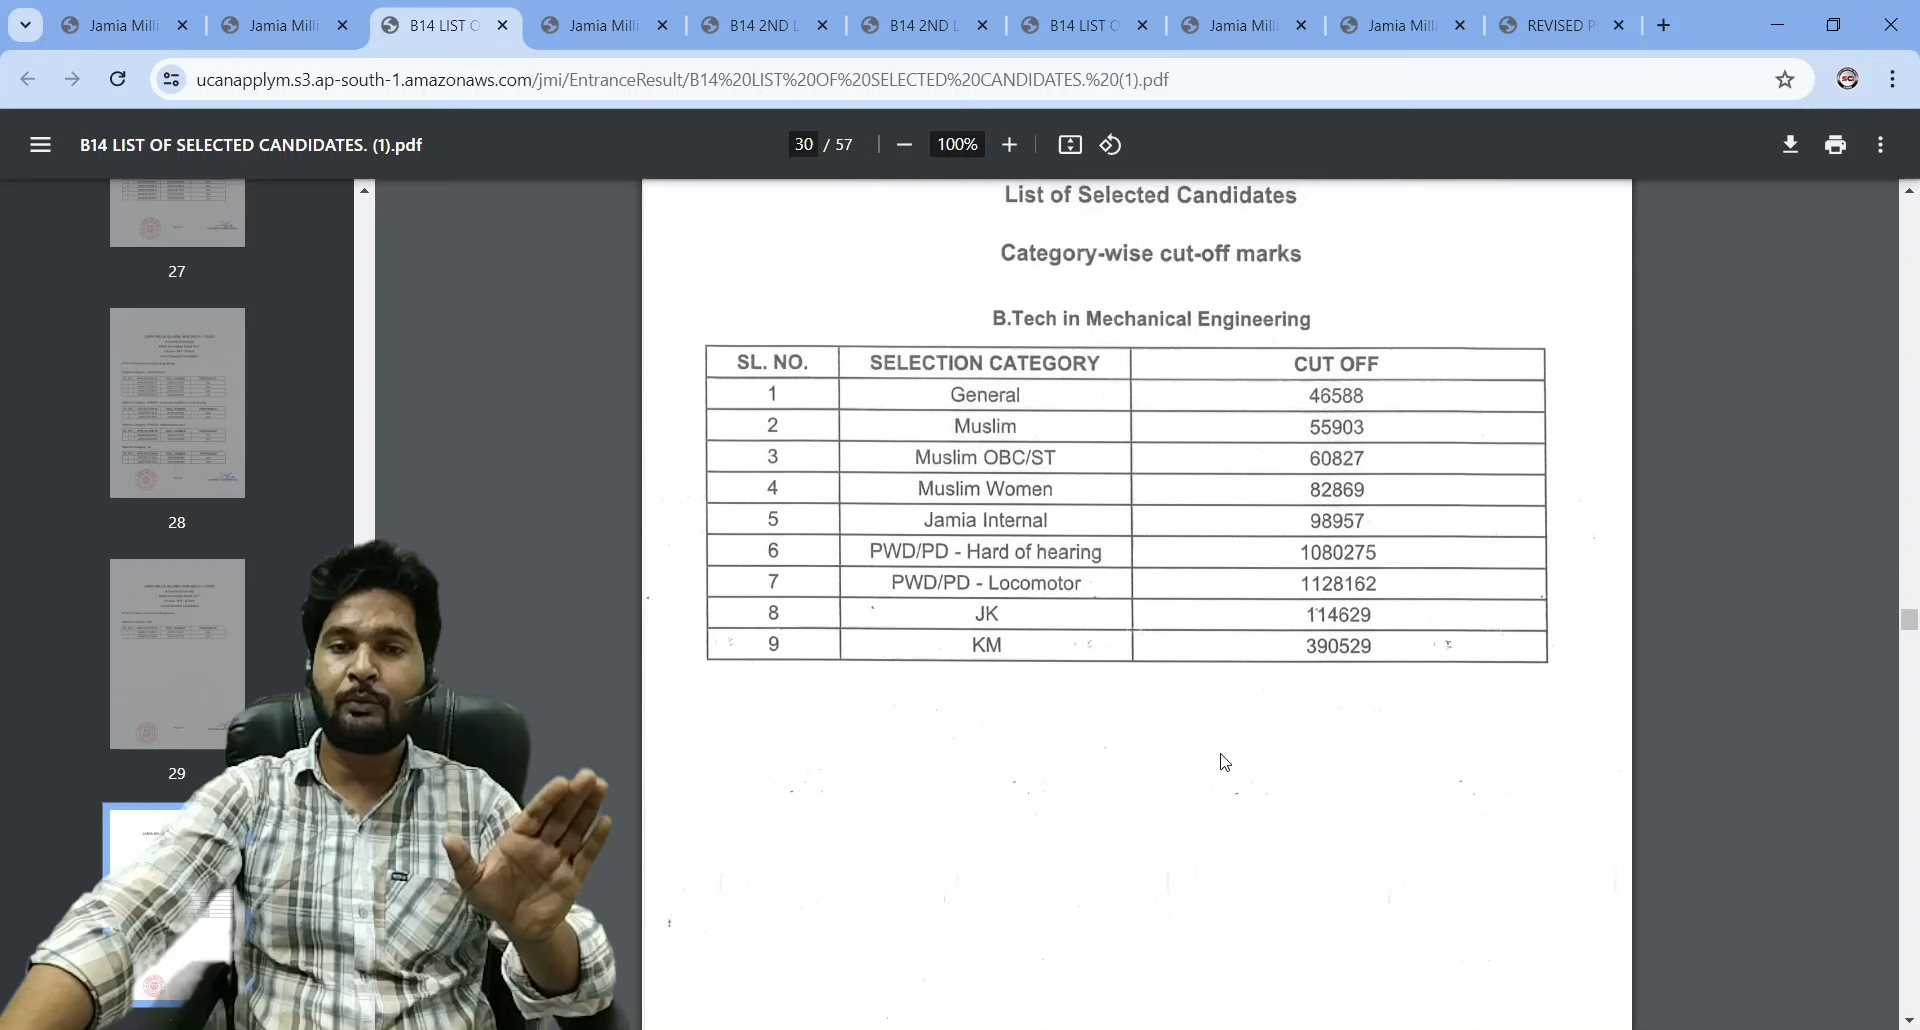 Jamia Milli
Jamia Milli
B14 LIST O
Jamia Milli
B14 2ND L
B14 2ND L
B14 LIST O
Jamia Milli
Jamia Milli
REVISED P
ucanapplym.s3.ap-south-1.amazonaws.com/jmi/EntranceResult/B14%20LIST%20OF%20SELECTED%20CANDIDATES.%20(1).pdf
B14 LIST OF SELECTED CANDIDATES. (1).pdf
30 / 57
100%
27
28
29
List of Selected Candidates
Category-wise cut-off marks
B.Tech in Mechanical Engineering
SL. NO. SELECTION CATEGORY CUT OFF
1 General 46588
2 Muslim 55903
3 Muslim OBC/ST 60827
4 Muslim Women 82869
5 Jamia Internal 98957
6 PWD/PD - Hard of hearing 1080275
7 PWD/PD - Locomotor 1128162
8 JK 114629
9 KM 390529